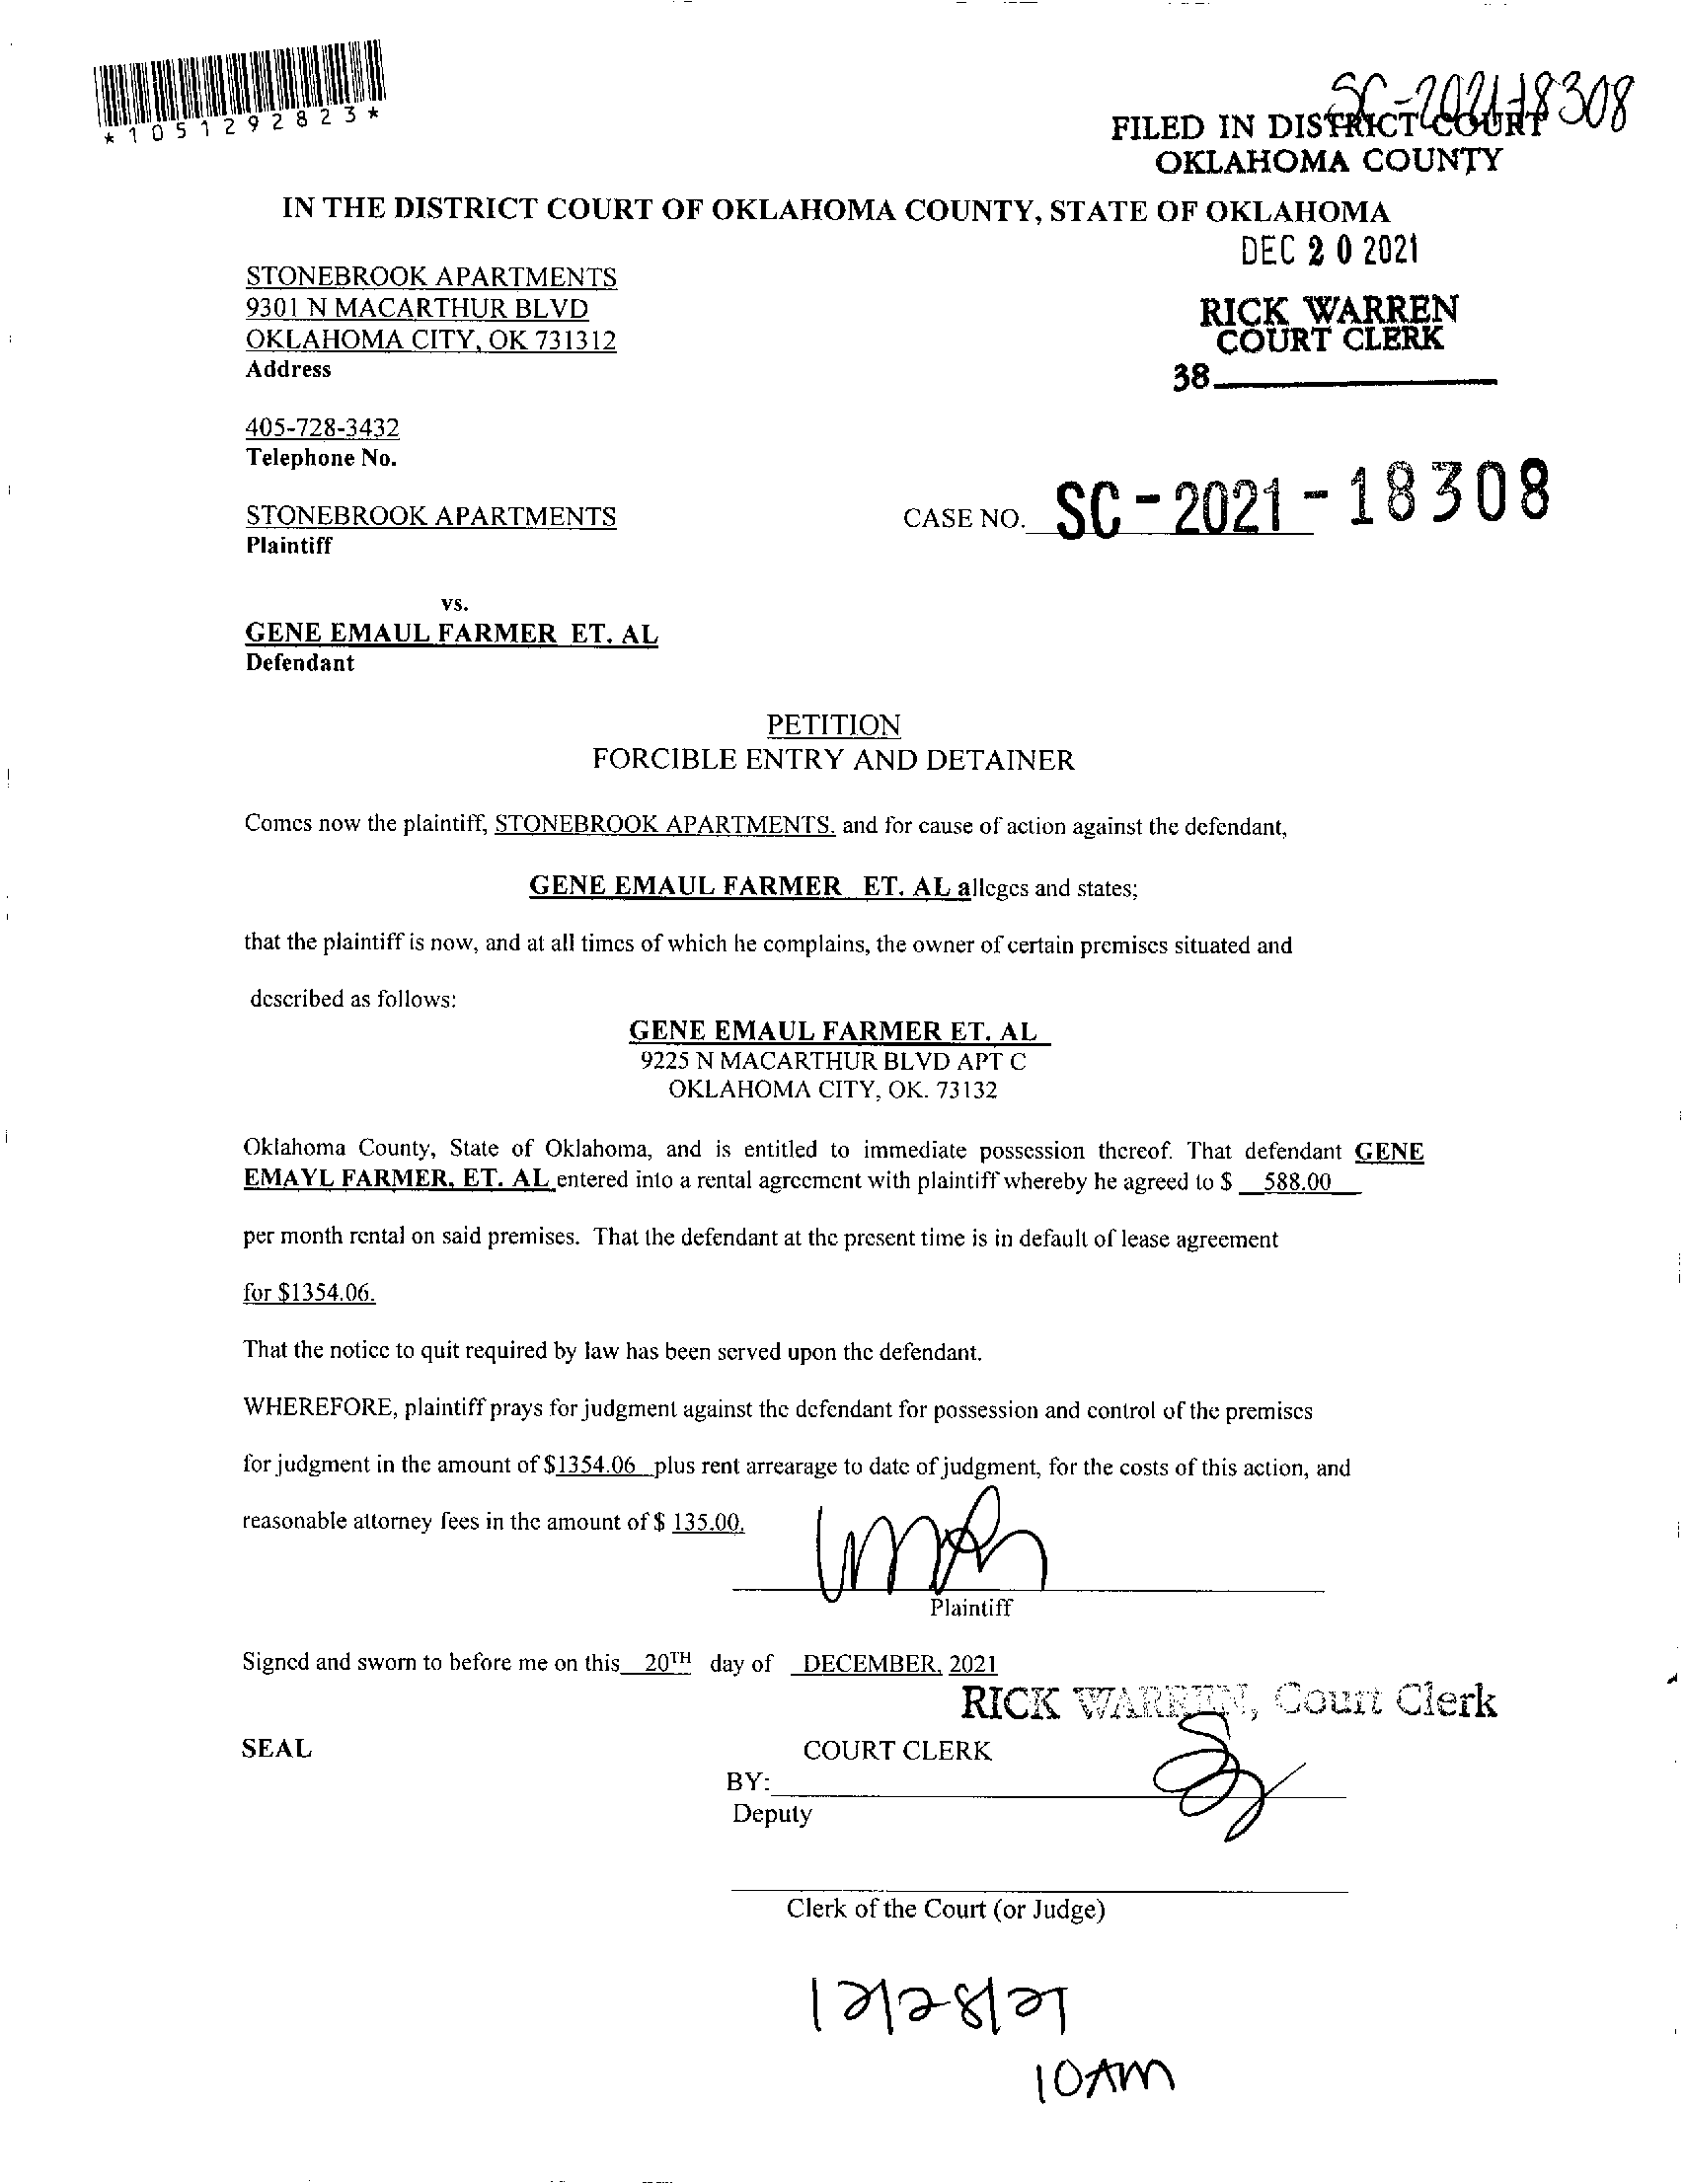 *1051292823*
SC-2021-18308
FILED IN DISTRICT COURT
OKLAHOMA COUNTY
IN THE DISTRICT COURT OF OKLAHOMA COUNTY, STATE OF OKLAHOMA
DEC 20 2021
STONEBROOK APARTMENTS
9301 N MACARTHUR BLVD
OKLAHOMA CITY, OK 731312
Address
RICK WARREN
COURT CLERK
38
405-728-3432
Telephone No.
STONEBROOK APARTMENTS
Plaintiff
CASE NO. SC-2021-18308
vs.
GENE EMAUL FARMER ET. AL
Defendant
PETITION
FORCIBLE ENTRY AND DETAINER
Comes now the plaintiff, STONEBROOK APARTMENTS. and for cause of action against the defendant,
GENE EMAUL FARMER ET. AL alleges and states;
that the plaintiff is now, and at all times of which he complains, the owner of certain premises situated and
described as follows:
GENE EMAUL FARMER ET. AL
9225 N MACARTHUR BLVD APT C
OKLAHOMA CITY, OK. 73132
Oklahoma County, State of Oklahoma, and is entitled to immediate possession thereof. That defendant GENE
EMAYL FARMER, ET. AL entered into a rental agreement with plaintiff whereby he agreed to $ 588.00
per month rental on said premises. That the defendant at the present time is in default of lease agreement
for $1354.06.
That the notice to quit required by law has been served upon the defendant.
WHEREFORE, plaintiff prays for judgment against the defendant for possession and control of the premises
for judgment in the amount of $1354.06 plus rent arrearage to date of judgment, for the costs of this action, and
reasonable attorney fees in the amount of $ 135.00.
Plaintiff
Signed and sworn to before me on this 20TH day of DECEMBER, 2021
RICK WARREN, Court Clerk
SEAL
COURT CLERK
BY:
Deputy
Clerk of the Court (or Judge)
12/28/21
10AM